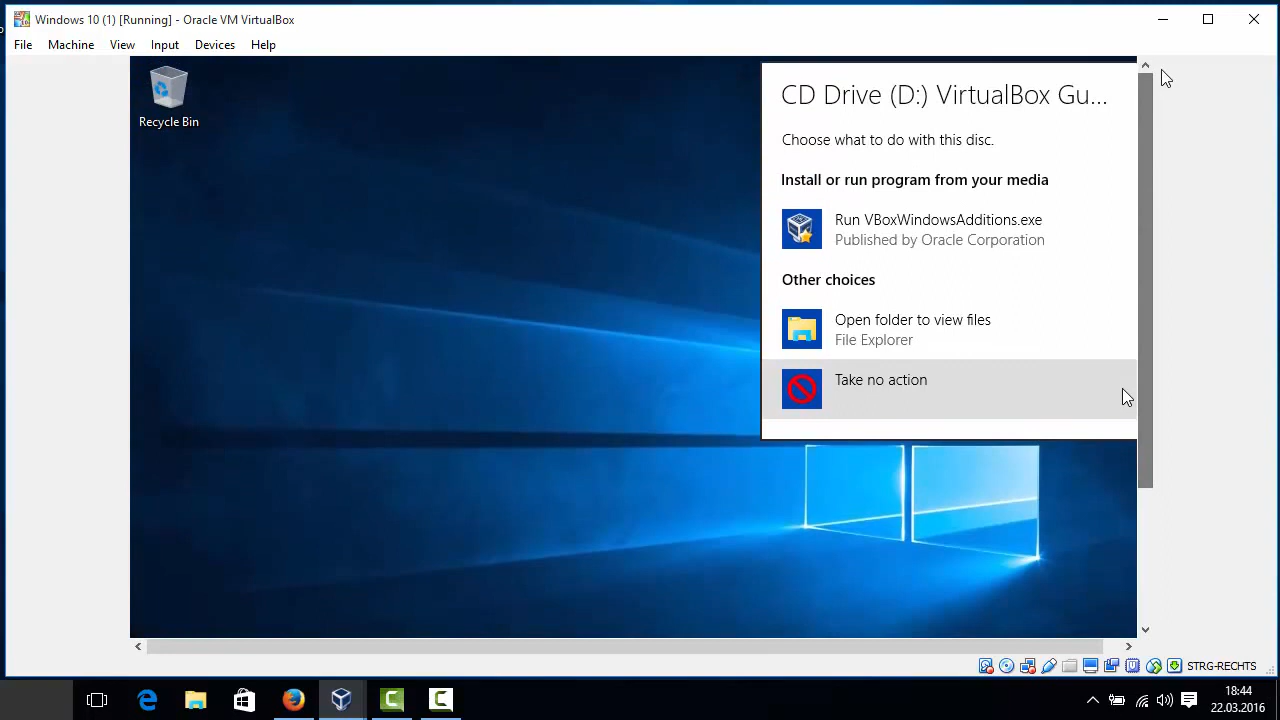 Windows 10 (1) [Running] - Oracle VM VirtualBox
File Machine View Input Devices Help
Recycle Bin
CD Drive (D:) VirtualBox Gu...
Choose what to do with this disc.
Install or run program from your media
Run VBoxWindowsAdditions.exe
Published by Oracle Corporation
Other choices
Open folder to view files
File Explorer
Take no action
STRG-RECHTS
18:44
22.03.2016